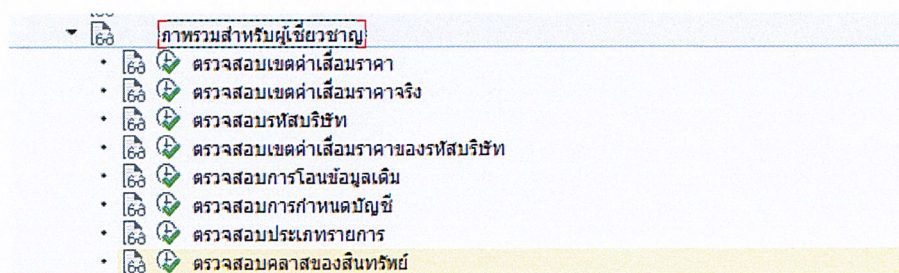 ภาพรวมสำหรับผู้เชี่ยวชาญ
ตรวจสอบเขตค่าเสื่อมราคา
ตรวจสอบเขตค่าเสื่อมราคาจริง
ตรวจสอบรหัสบริษัท
ตรวจสอบเขตค่าเสื่อมราคาของรหัสบริษัท
ตรวจสอบการโอนข้อมูลเดิม
ตรวจสอบการกำหนดบัญชี
ตรวจสอบประเภทรายการ
ตรวจสอบคลาสของสินทรัพย์